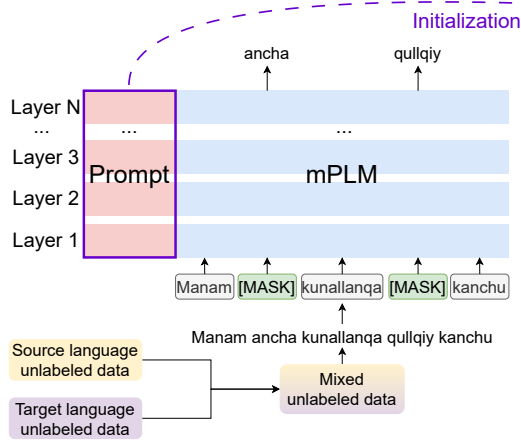 Initialization
ancha qullqiy
Layer N
... ... ...
Layer 3
Prompt mPLM
Layer 2
Layer 1
Manam [MASK] kunallanqa [MASK] kanchu
Manam ancha kunallanqa qullqiy kanchu
Source language
unlabeled data
Mixed
unlabeled data
Target language
unlabeled data